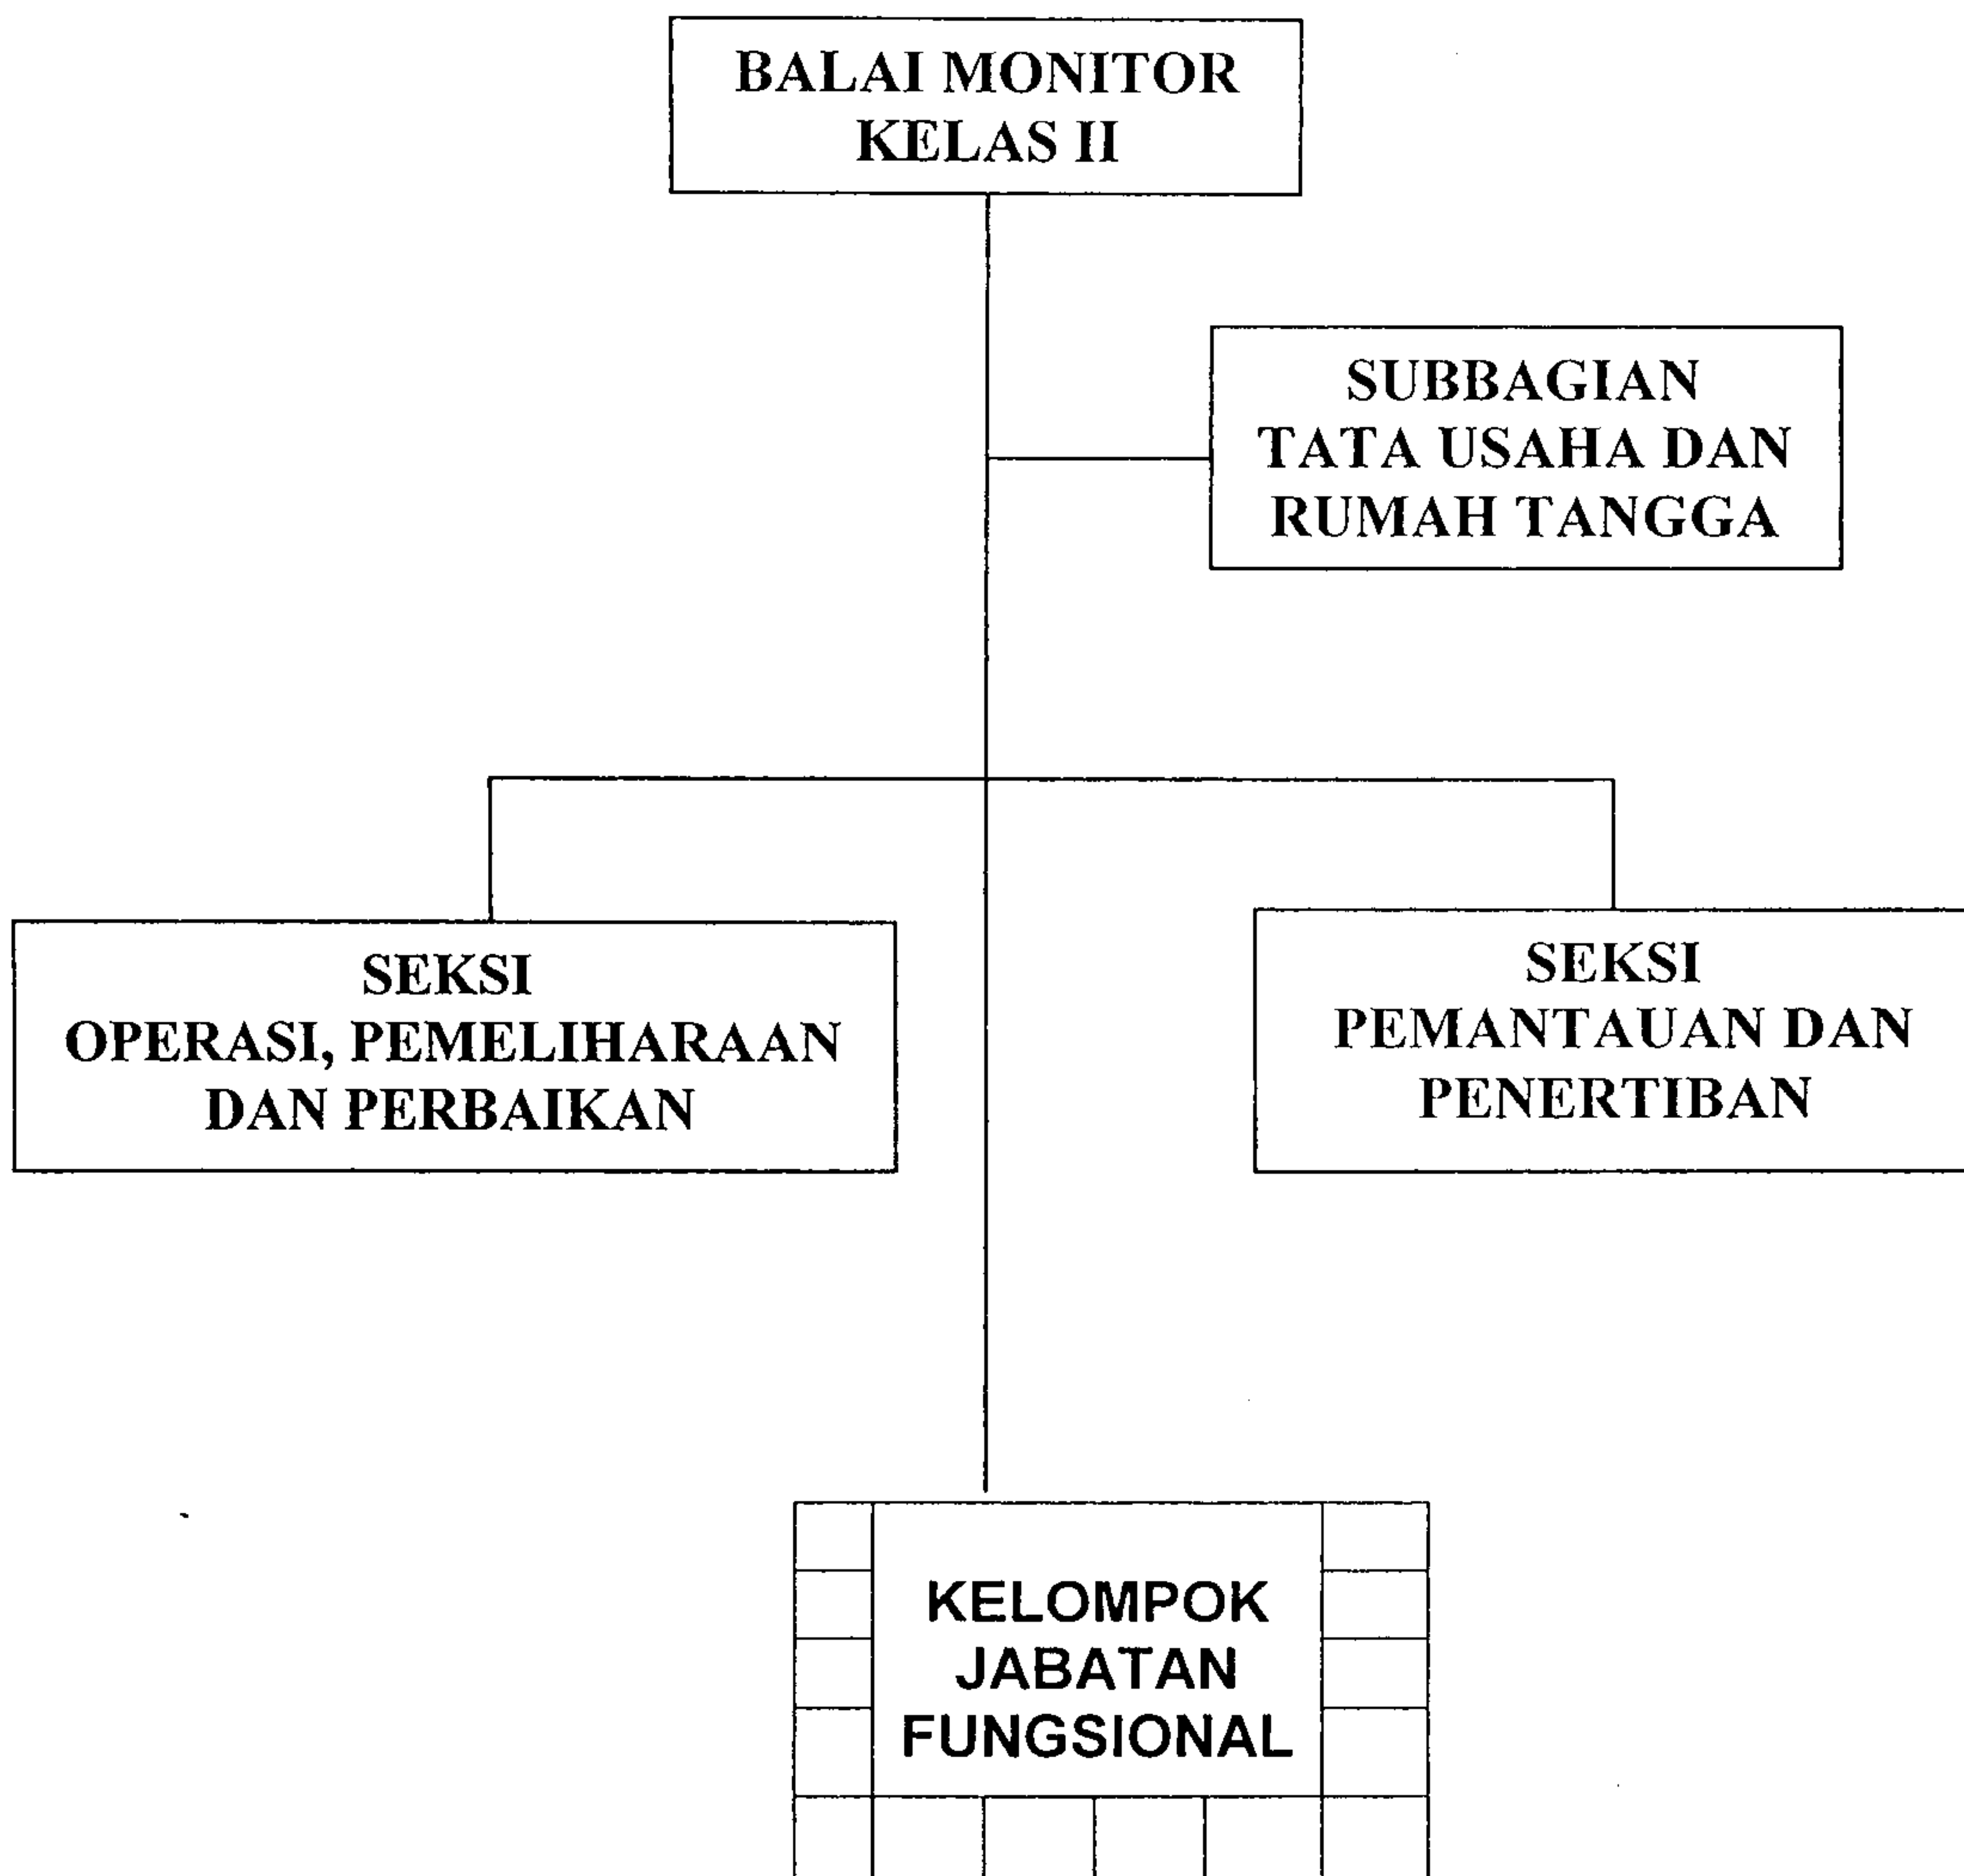 BALAI MONITOR
KELAS II
SUBBAGIAN
TATA USAHA DAN
RUMAH TANGGA
SEKSI
OPERASI, PEMELIHARAAN
DAN PERBAIKAN
SEKSI
PEMANTAUAN DAN
PENERTIBAN
KELOMPOK
JABATAN
FUNGSIONAL